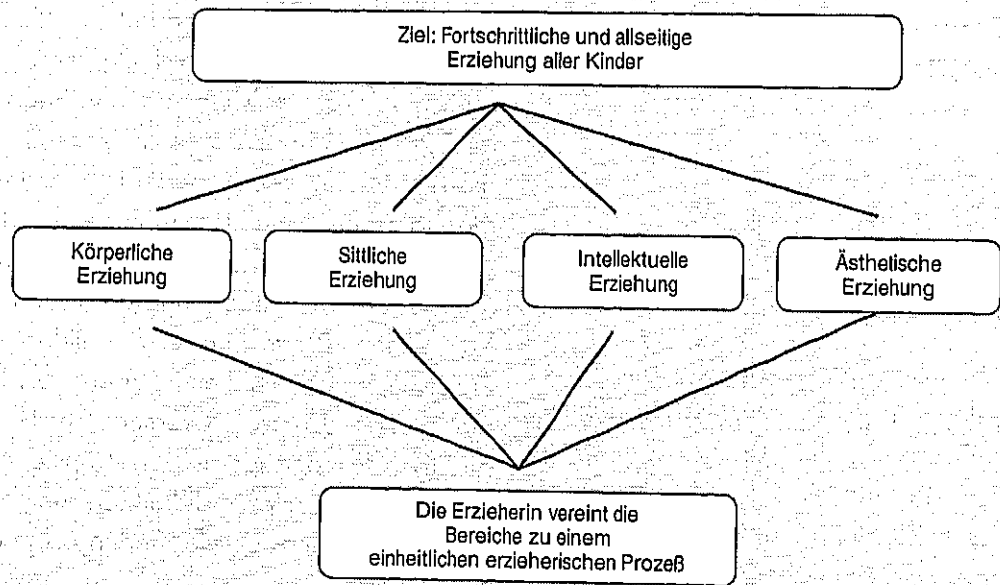 Ziel: Fortschrittliche und allseitige
Erziehung aller Kinder
Körperliche
Erziehung
Sittliche
Erziehung
Intellektuelle
Erziehung
Ästhetische
Erziehung
Die Erzieherin vereint die
Bereiche zu einem
einheitlichen erzieherischen Prozeß